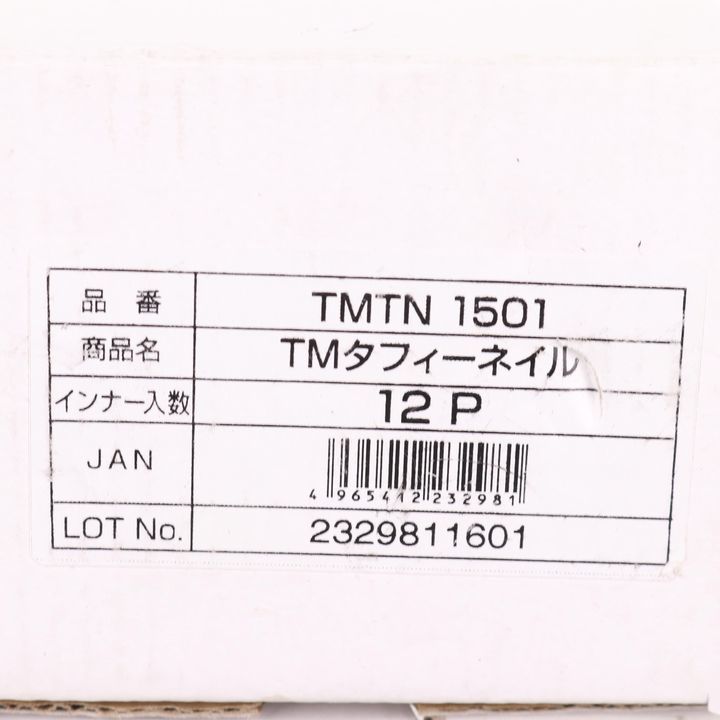 品 番 TMTN 1501
商品名 TMタフィーネイル
インナー入数 12 P
JAN 4 965412 232981
LOT No. 2329811601